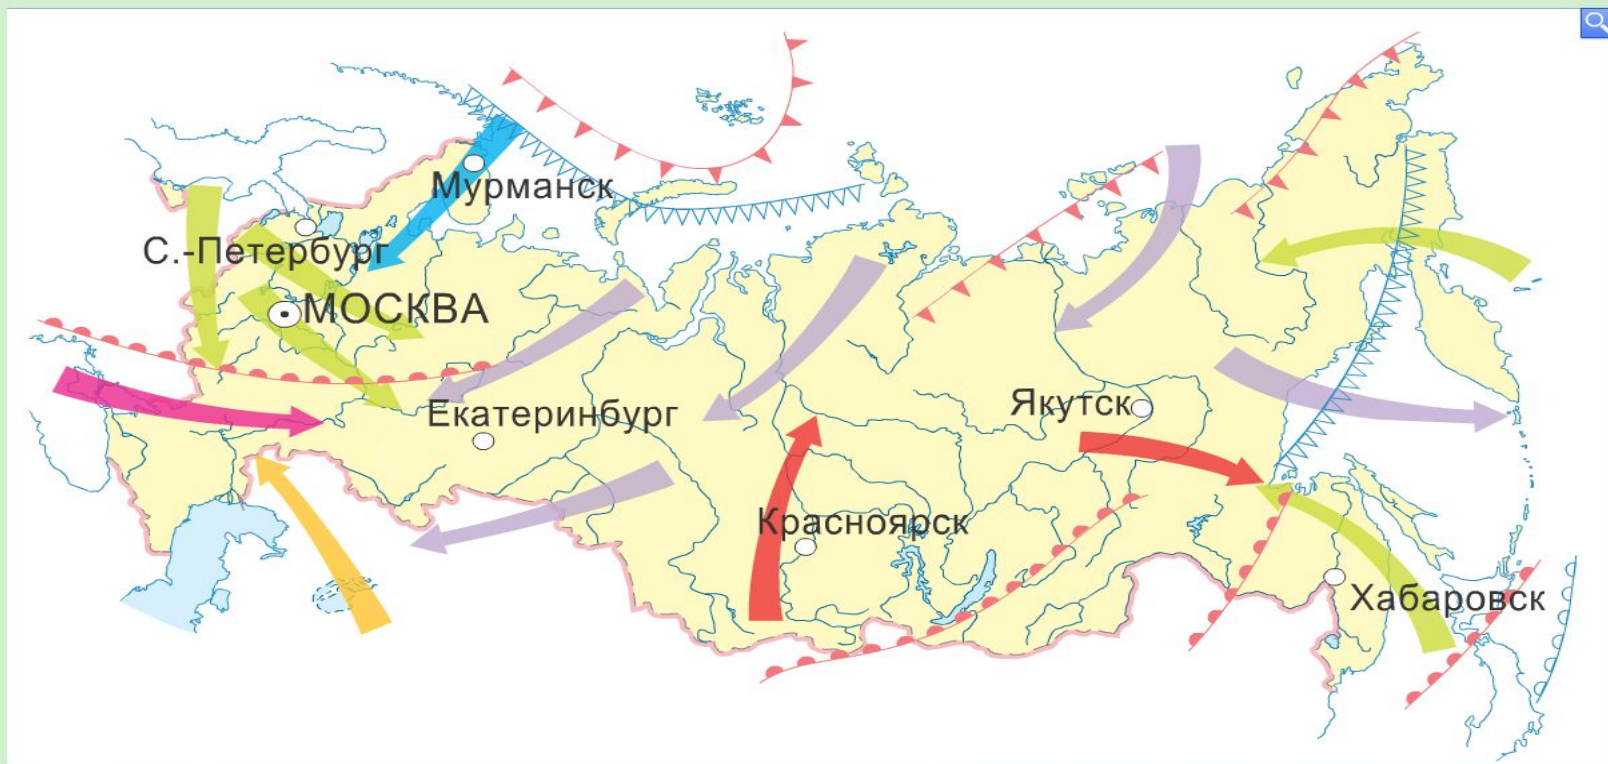 Мурманск
С.-Петербург
МОСКВА
Екатеринбург
Якутск
Красноярск
Хабаровск